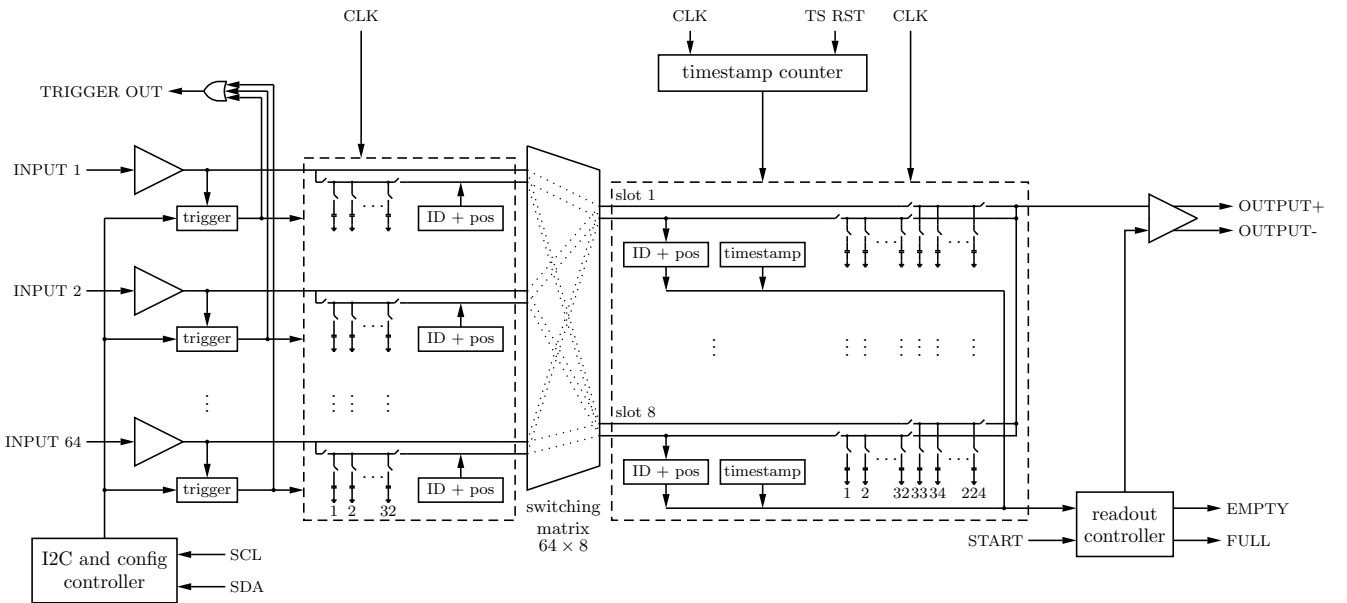 CLK
CLK
TS RST
CLK
timestamp counter
TRIGGER OUT
INPUT 1
trigger
ID + pos
slot 1
ID + pos
timestamp
OUTPUT+
OUTPUT-
INPUT 2
trigger
ID + pos
INPUT 64
trigger
ID + pos
1 2 32
switching
matrix
64 × 8
slot 8
ID + pos
timestamp
1 2 32 33 34 224
I2C and config
controller
SCL
SDA
START
readout
controller
EMPTY
FULL